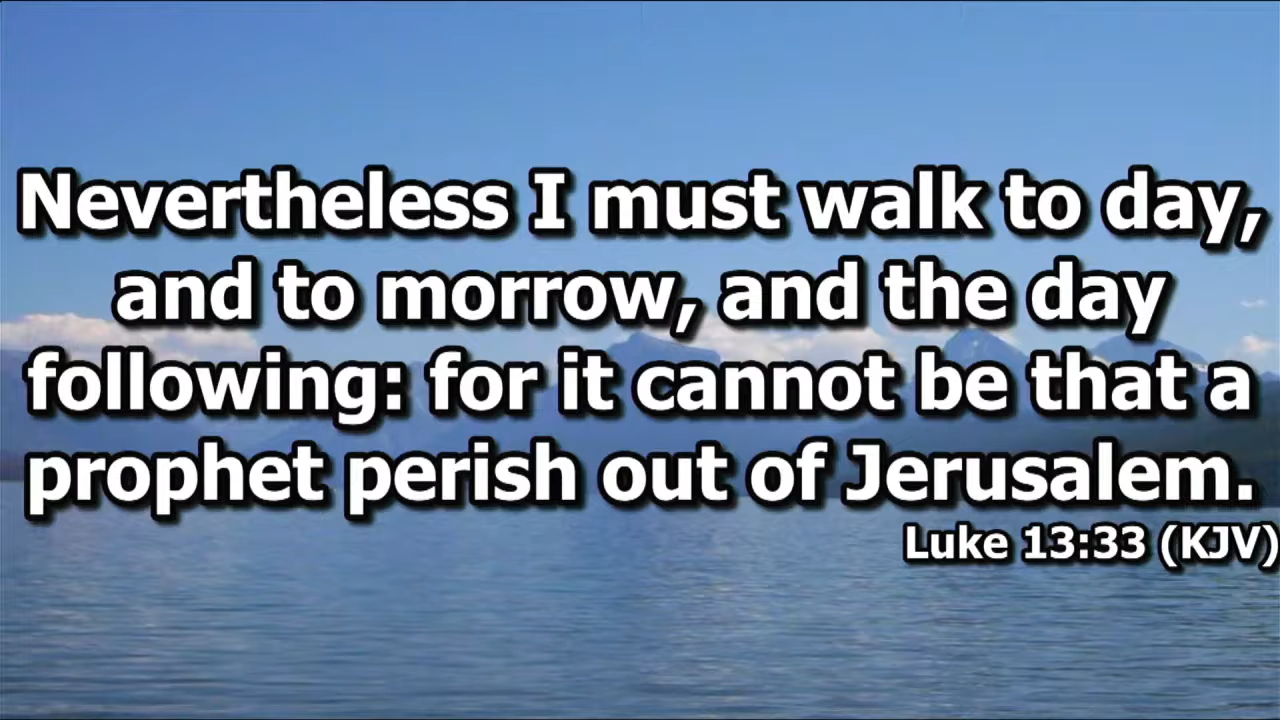 Nevertheless I must walk to day,
and to morrow, and the day
following: for it cannot be that a
prophet perish out of Jerusalem.
Luke 13:33 (KJV)